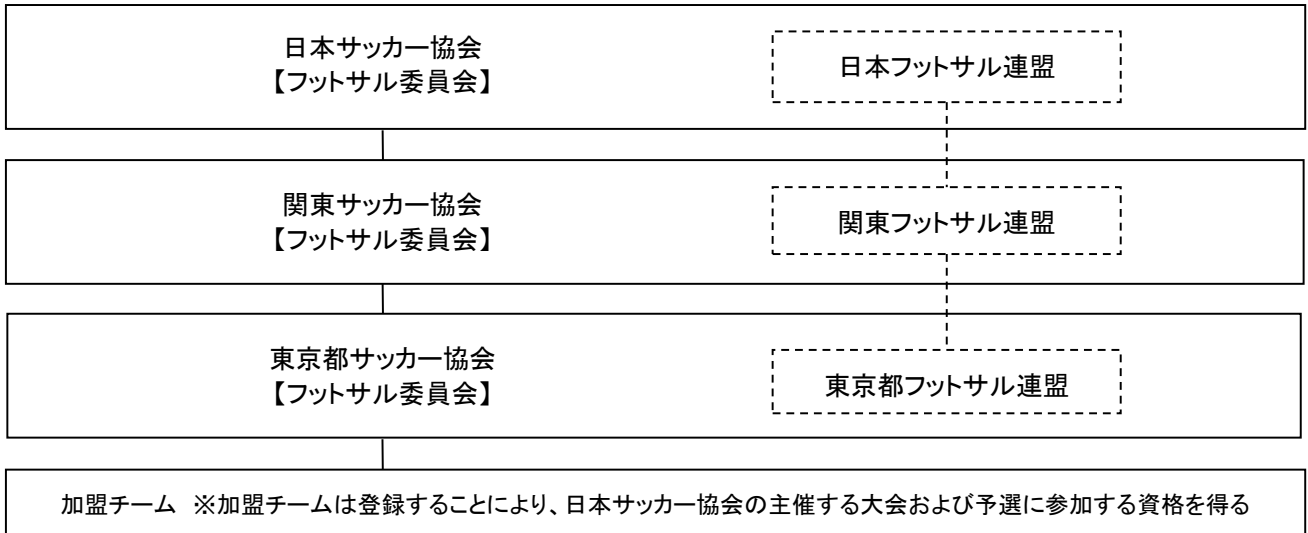 日本サッカー協会
【フットサル委員会】
日本フットサル連盟
関東サッカー協会
【フットサル委員会】
関東フットサル連盟
東京都サッカー協会
【フットサル委員会】
東京都フットサル連盟
加盟チーム ※加盟チームは登録することにより、日本サッカー協会の主催する大会および予選に参加する資格を得る